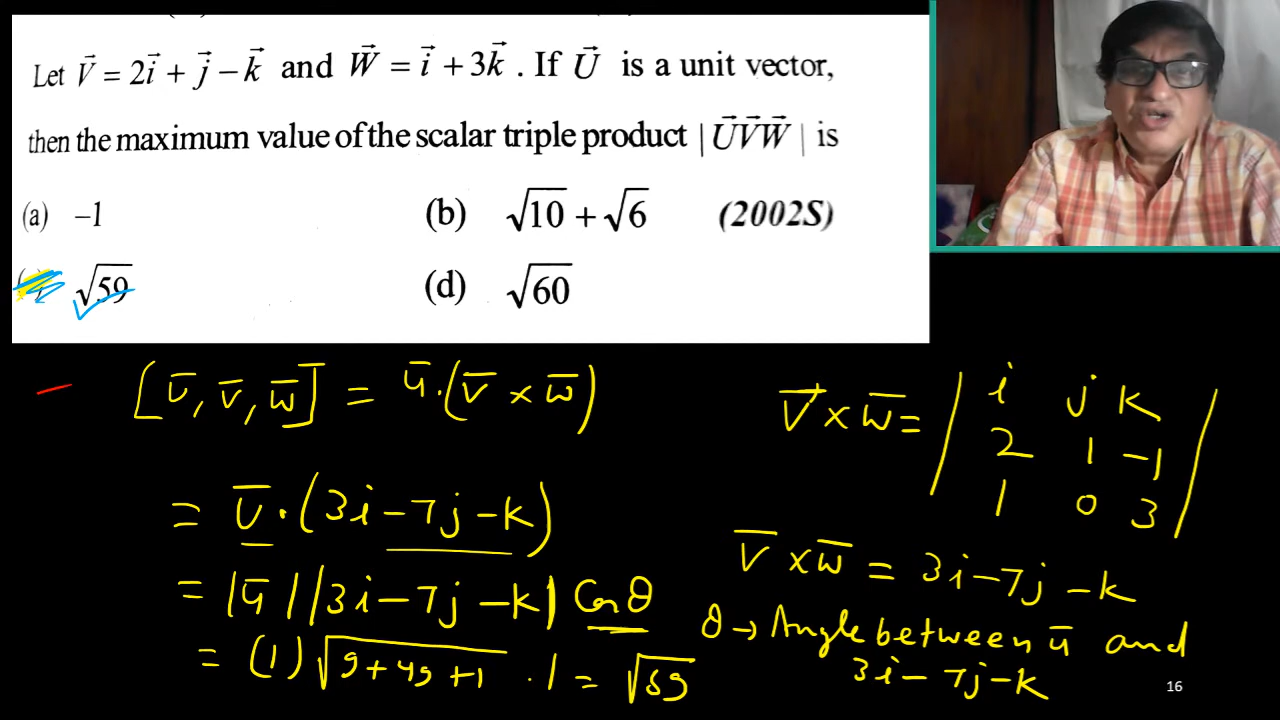 Let V⃗ = 2i⃗ + j⃗ − k⃗ and W⃗ = i⃗ + 3k⃗ . If U⃗ is a unit vector,
then the maximum value of the scalar triple product | U⃗V⃗W⃗ | is
(a) −1 (b) √10 + √6 (2002S)
√59 (d) √60
[ū, v̄, w̄] = ū·(v̄ × w̄)
V⃗ × w̄ = | i j k
2 1 −1
1 0 3 |
= ū·(3i − 7j − k)
v̄ × w̄ = 3i − 7j − k
= |ū| |3i − 7j − k| Cosθ
θ → Angle between ū and
3i − 7j − k
= (1) √9+49+1 · 1 = √59
16